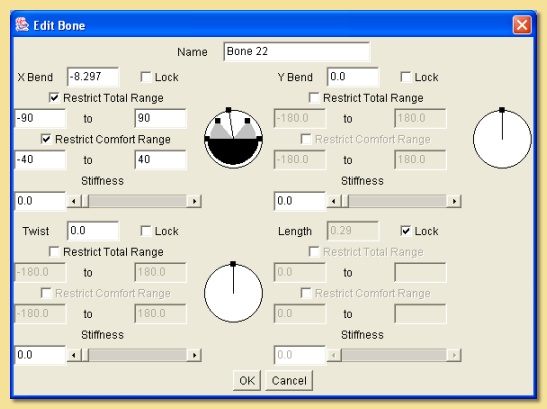 Edit Bone
Name Bone 22
X Bend -8.297 Lock Y Bend 0.0 Lock
Restrict Total Range Restrict Total Range
-90 to 90 -180.0 to 180.0
Restrict Comfort Range Restrict Comfort Range
-40 to 40 -180.0 to 180.0
Stiffness Stiffness
0.0 0.0
Twist 0.0 Lock Length 0.29 Lock
Restrict Total Range Restrict Total Range
-180.0 to 180.0 0.0 to
Restrict Comfort Range Restrict Comfort Range
-180.0 to 180.0 0.0 to
Stiffness Stiffness
0.0 0.0
OK Cancel